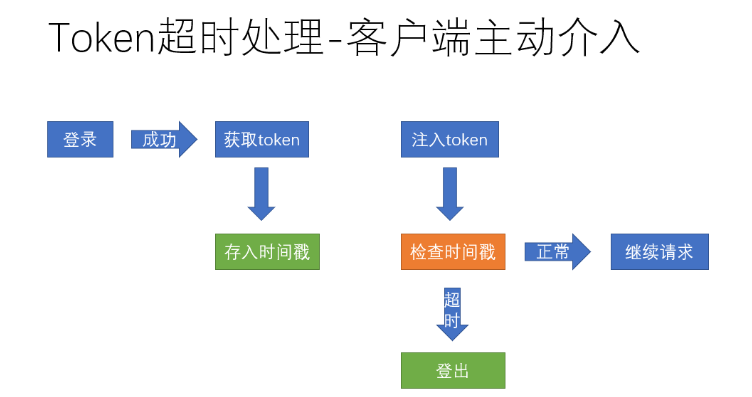 Token超时处理-客户端主动介入
登录
成功
获取token
注入token
存入时间戳
检查时间戳
正常
继续请求
超
时
登出